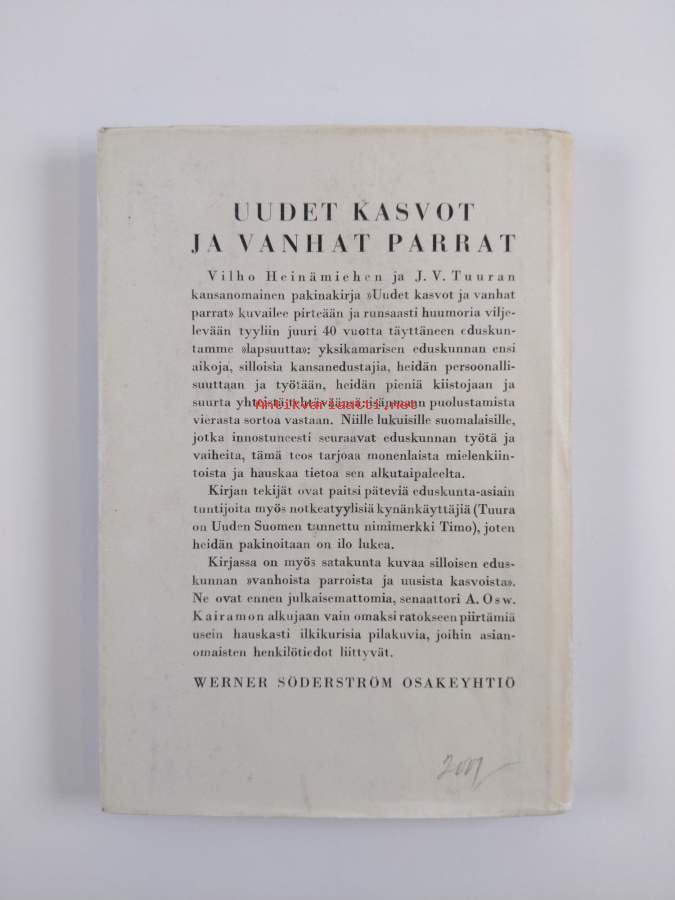 UUDET KASVOT
JA VANHAT PARRAT
Vilho Heinämiehen ja J. V. Tuuran
kansanomainen pakinakirja »Uudet kasvot ja vanhat
parrat» kuvailee pirteään ja runsaasti huumoria vilje-
levään tyyliin juuri 40 vuotta täyttäneen eduskun-
tamme »lapsuutta»: yksikamarisen eduskunnan ensi
aikoja, silloisia kansanedustajia, heidän persoonalli-
suuttaan ja työtään, heidän pieniä kiistojaan ja
suurta yhteistä tehtäväänsä: isänmaan puolustamista
Antikvariaatti.net
vierasta sortoa vastaan. Niille lukuisille suomalaisille,
jotka innostuneesti seuraavat eduskunnan työtä ja
vaiheita, tämä teos tarjoaa monenlaista mielenkiin-
toista ja hauskaa tietoa sen alkutaipaleelta.
Kirjan tekijät ovat paitsi päteviä eduskunta-asiain
tuntijoita myös notkeatyylisiä kynänkäyttäjiä (Tuura
on Uuden Suomen tunnettu nimimerkki Timo), joten
heidän pakinoitaan on ilo lukea.
Kirjassa on myös satakunta kuvaa silloisen edus-
kunnan »vanhoista parroista ja uusista kasvoista».
Ne ovat ennen julkaisemattomia, senaattori A. Osw.
Kairamon alkujaan vain omaksi ratokseen piirtämiä
usein hauskasti ilkikurisia pilakuvia, joihin asian-
omaisten henkilötiedot liittyvät.
WERNER SÖDERSTRÖM OSAKEYHTIÖ